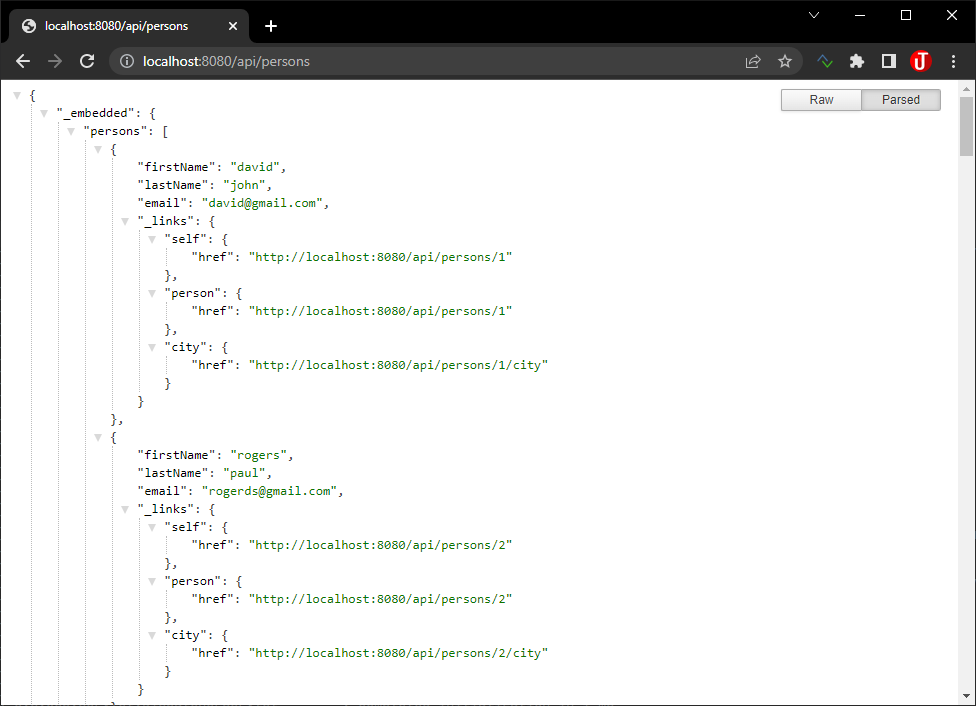 localhost:8080/api/persons
localhost:8080/api/persons
Raw Parsed
{
"_embedded": {
"persons": [
{
"firstName": "david",
"lastName": "john",
"email": "david@gmail.com",
"_links": {
"self": {
"href": "http://localhost:8080/api/persons/1"
},
"person": {
"href": "http://localhost:8080/api/persons/1"
},
"city": {
"href": "http://localhost:8080/api/persons/1/city"
}
}
},
{
"firstName": "rogers",
"lastName": "paul",
"email": "rogerds@gmail.com",
"_links": {
"self": {
"href": "http://localhost:8080/api/persons/2"
},
"person": {
"href": "http://localhost:8080/api/persons/2"
},
"city": {
"href": "http://localhost:8080/api/persons/2/city"
}
}